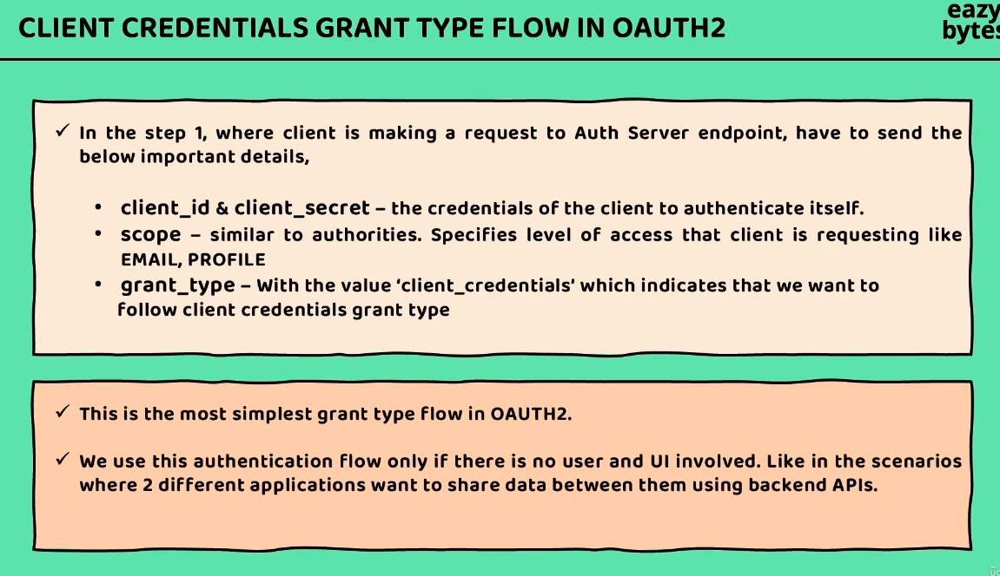 CLIENT CREDENTIALS GRANT TYPE FLOW IN OAUTH2
eazy
bytes
✓ In the step 1, where client is making a request to Auth Server endpoint, have to send the
below important details,
• client_id & client_secret – the credentials of the client to authenticate itself.
• scope – similar to authorities. Specifies level of access that client is requesting like
EMAIL, PROFILE
• grant_type – With the value ‘client_credentials’ which indicates that we want to
follow client credentials grant type
✓ This is the most simplest grant type flow in OAUTH2.
✓ We use this authentication flow only if there is no user and UI involved. Like in the scenarios
where 2 different applications want to share data between them using backend APIs.